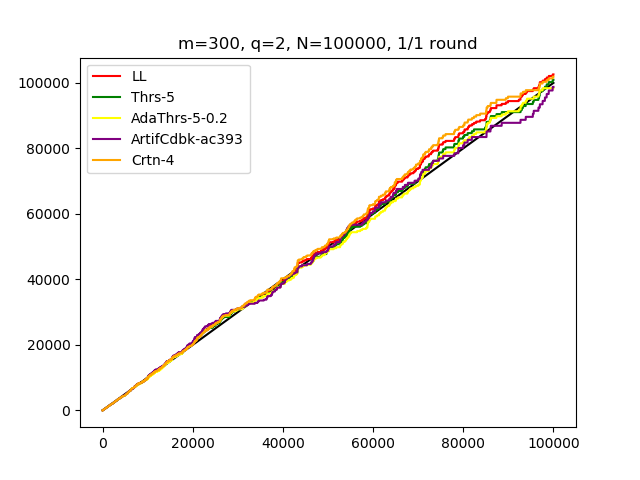 m=300, q=2, N=100000, 1/1 round
LL
Thrs-5
AdaThrs-5-0.2
ArtifCdbk-ac393
Crtn-4
100000
80000
60000
40000
20000
0
0 20000 40000 60000 80000 100000